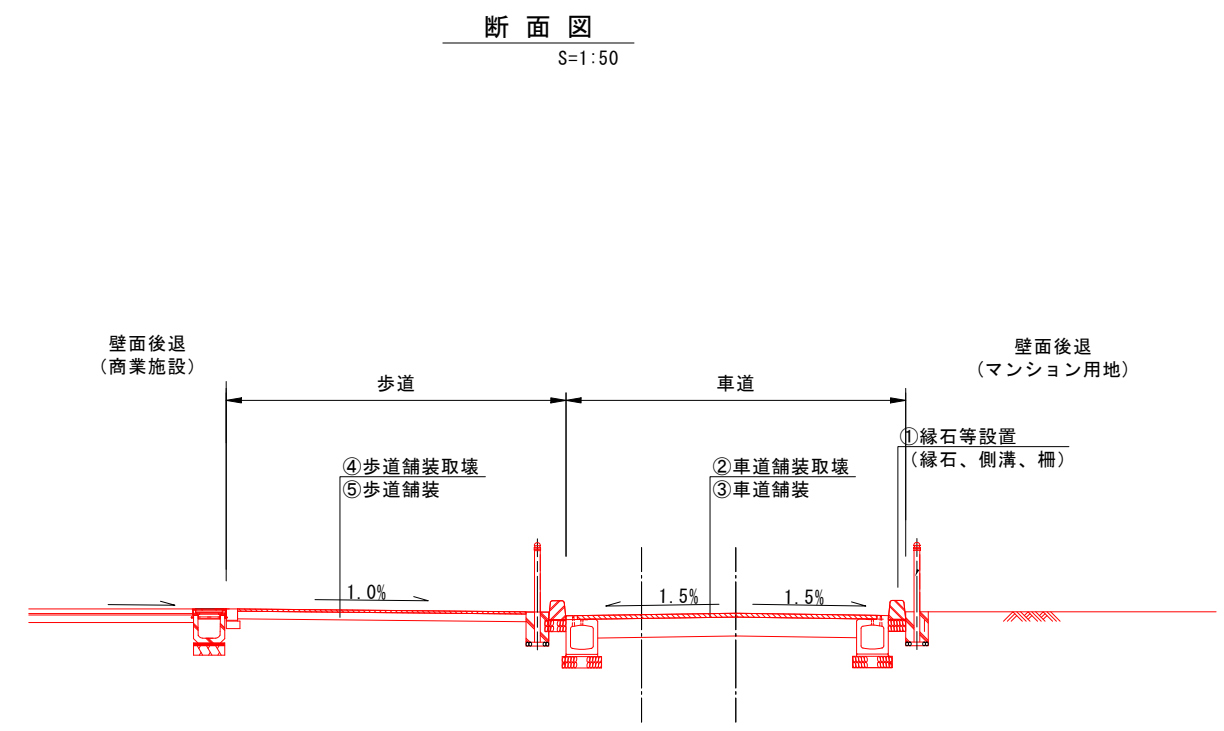 断面図
S=1:50
壁面後退
（商業施設）
壁面後退
（マンション用地）
歩道
車道
①縁石等設置
（縁石、側溝、柵）
④歩道舗装取壊
⑤歩道舗装
②車道舗装取壊
③車道舗装
1.0%
1.5%
1.5%